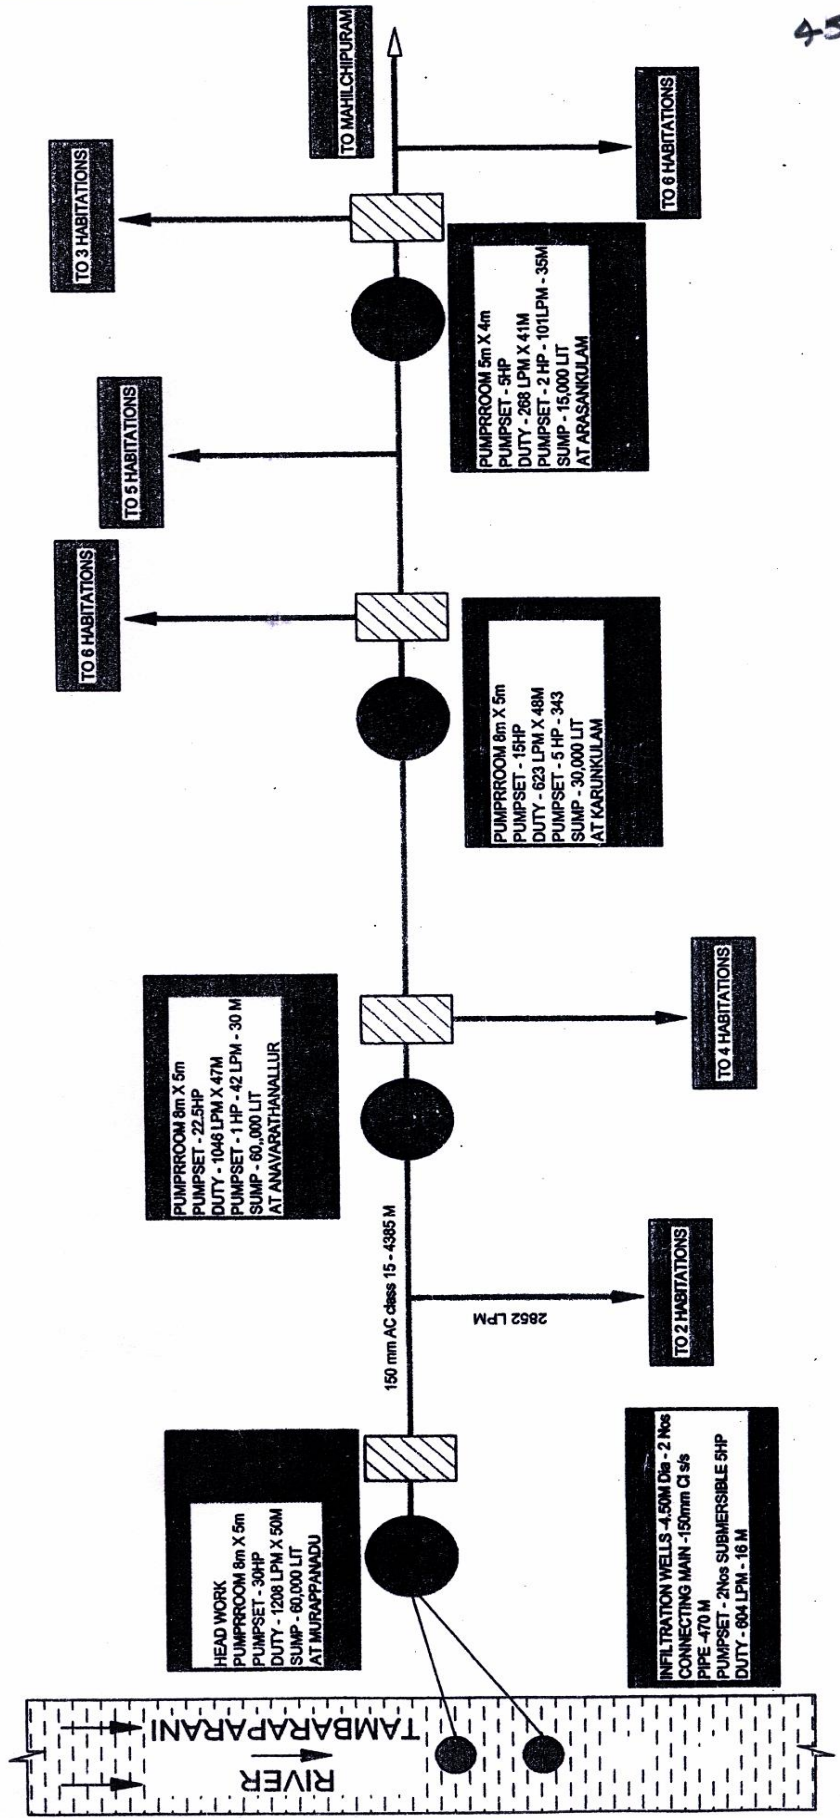 45
RIVER
TAMBARAPARANI
INFILTRATION WELLS -4.50M Dia - 2 Nos
CONNECTING MAIN -150mm CI s/s
PIPE -470 M
PUMPSET - 2Nos SUBMERSIBLE 5HP
DUTY - 604 LPM - 16 M
HEAD WORK
PUMPRROOM 8m X 5m
PUMPSET - 30HP
DUTY - 1208 LPM X 50M
SUMP - 60,000 LIT
AT MURAPPANADU
150 mm AC class 15 - 4385 M
2852 LPM
TO 2 HABITATIONS
PUMPRROOM 8m X 5m
PUMPSET - 22.5HP
DUTY - 1046 LPM X 47M
PUMPSET - 1 HP - 42 LPM - 30 M
SUMP - 60,,000 LIT
AT ANAVARATHANALLUR
TO 4 HABITATIONS
PUMPRROOM 8m X 5m
PUMPSET - 15HP
DUTY - 623 LPM X 48M
PUMPSET - 5 HP - 343
SUMP - 30,000 LIT
AT KARUNKULAM
TO 6 HABITATIONS
TO 5 HABITATIONS
PUMPRROOM 5m X 4m
PUMPSET - 5HP
DUTY - 268 LPM X 41M
PUMPSET - 2 HP - 101LPM - 35M
SUMP - 15,000 LIT
AT ARASANKULAM
TO 3 HABITATIONS
TO MAHILCHIPURAM
TO 6 HABITATIONS